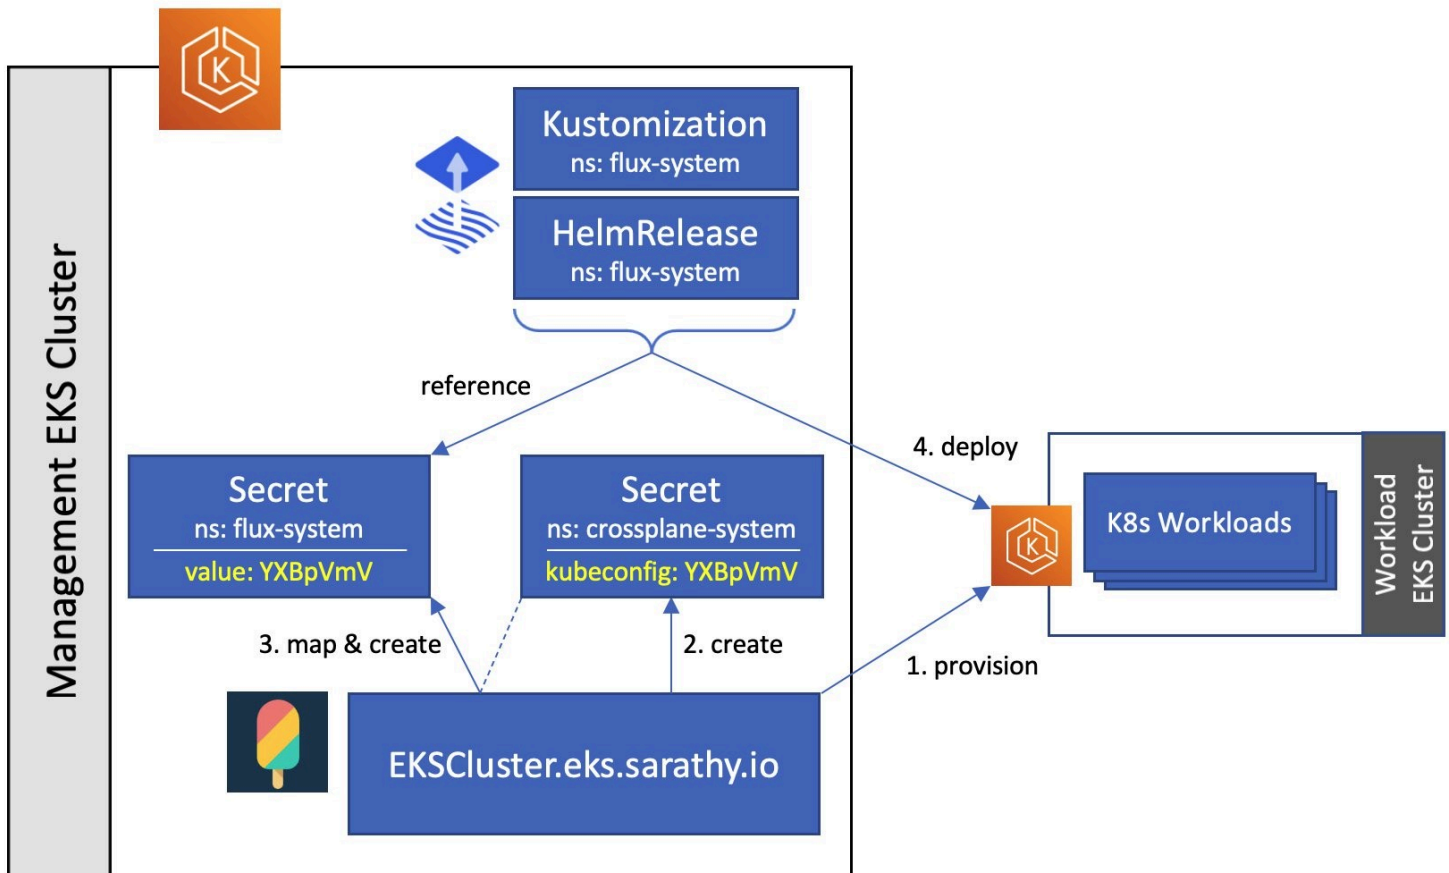 K
Management EKS Cluster
Kustomization
ns: flux-system
HelmRelease
ns: flux-system
reference
4. deploy
Secret
ns: flux-system
value: YXBpVmV
Secret
ns: crossplane-system
kubeconfig: YXBpVmV
K
K8s Workloads
Workload
EKS Cluster
3. map & create
2. create
1. provision
EKSCluster.eks.sarathy.io